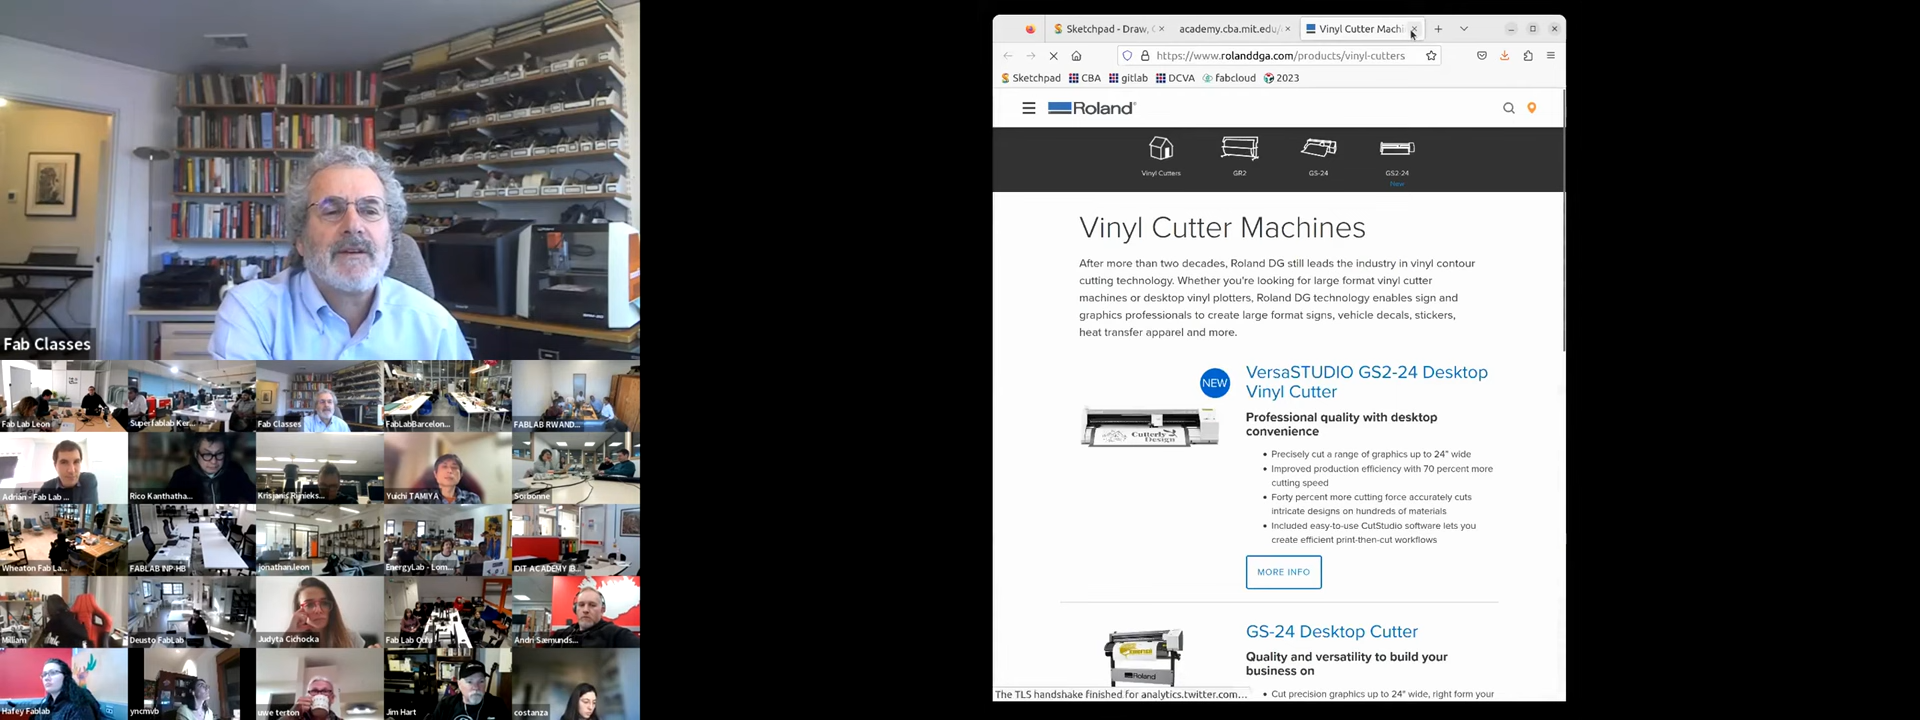 Fab Classes
Fab Lab Leon
Superfablab Ker...
Fab Classes
FabLabBarcelon...
FABLAB RWAND...
Adrián - Fab Lab ...
Rico Kanthatha...
Krisjanis Rijnieks...
Yuichi TAMIYA
Sorbonne
Wheaton Fab La...
FABLAB INP-HB
jonathan.leon
EnergyLab - Lom...
IDIT ACADEMY IB...
Miriam
Deusto FabLab
Judyta Cichocka
Fab Lab Oulu
Andri Sæmunds...
Hafey Fablab
yncmvb
uwe terton
Jim Hart
costanza
Sketchpad - Draw, C
academy.cba.mit.edu/
Vinyl Cutter Machi
https://www.rolanddga.com/products/vinyl-cutters
Sketchpad CBA gitlab DCVA fabcloud 2023
Roland
Vinyl Cutters GR2 GS-24 GS2-24
New
Vinyl Cutter Machines
After more than two decades, Roland DG still leads the industry in vinyl contour
cutting technology. Whether you're looking for large format vinyl cutter
machines or desktop vinyl plotters, Roland DG technology enables sign and
graphics professionals to create large format signs, vehicle decals, stickers,
heat transfer apparel and more.
NEW
VersaSTUDIO GS2-24 Desktop
Vinyl Cutter
Professional quality with desktop
convenience
Cutterly
Design
• Precisely cut a range of graphics up to 24" wide
• Improved production efficiency with 70 percent more
cutting speed
• Forty percent more cutting force accurately cuts
intricate designs on hundreds of materials
• Included easy-to-use CutStudio software lets you
create efficient print-then-cut workflows
MORE INFO
GS-24 Desktop Cutter
Quality and versatility to build your
business on
Roland
• Cut precision graphics up to 24" wide, right form your
The TLS handshake finished for analytics.twitter.com...